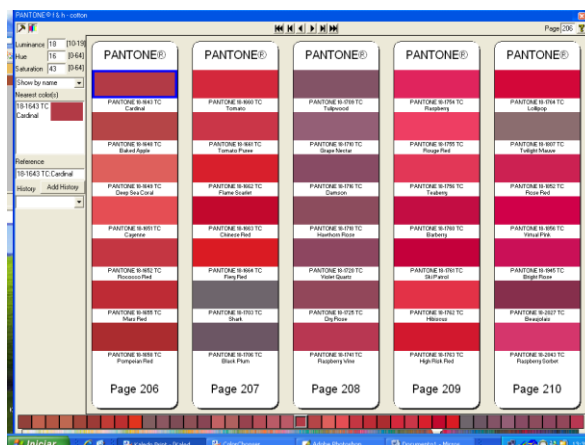 PANTONE® f & h - cotton
Page 206
Luminance 18 [10-19]
Hue 16 [0-64]
Saturation 43 [0-64]
Show by name
Nearest color(s)
18-1643 TC
Cardinal
Reference
18-1643 TC Cardinal
History Add History
PANTONE®
PANTONE 18-1643 TC
Cardinal
PANTONE 18-1648 TC
Baked Apple
PANTONE 18-1649 TC
Deep Sea Coral
PANTONE 18-1651 TC
Cayenne
PANTONE 18-1652 TC
Rococco Red
PANTONE 18-1655 TC
Mars Red
PANTONE 18-1658 TC
Pompeian Red
Page 206
PANTONE®
PANTONE 18-1660 TC
Tomato
PANTONE 18-1661 TC
Tomato Puree
PANTONE 18-1662 TC
Flame Scarlet
PANTONE 18-1663 TC
Chinese Red
PANTONE 18-1664 TC
Fiery Red
PANTONE 18-1703 TC
Shark
PANTONE 18-1706 TC
Black Plum
Page 207
PANTONE®
PANTONE 18-1709 TC
Tulipwood
PANTONE 18-1710 TC
Grape Nectar
PANTONE 18-1716 TC
Damson
PANTONE 18-1718 TC
Hawthorn Rose
PANTONE 18-1720 TC
Violet Quartz
PANTONE 18-1725 TC
Dry Rose
PANTONE 18-1741 TC
Raspberry Wine
Page 208
PANTONE®
PANTONE 18-1754 TC
Raspberry
PANTONE 18-1755 TC
Rouge Red
PANTONE 18-1756 TC
Teaberry
PANTONE 18-1760 TC
Barberry
PANTONE 18-1761 TC
Ski Patrol
PANTONE 18-1762 TC
Hibiscus
PANTONE 18-1763 TC
High Risk Red
Page 209
PANTONE®
PANTONE 18-1764 TC
Lollipop
PANTONE 18-1807 TC
Twilight Mauve
PANTONE 18-1852 TC
Rose Red
PANTONE 18-1856 TC
Virtual Pink
PANTONE 18-1945 TC
Bright Rose
PANTONE 18-2027 TC
Beaujolais
PANTONE 18-2043 TC
Raspberry Sorbet
Page 210
Iniciar
Adobe Photoshop